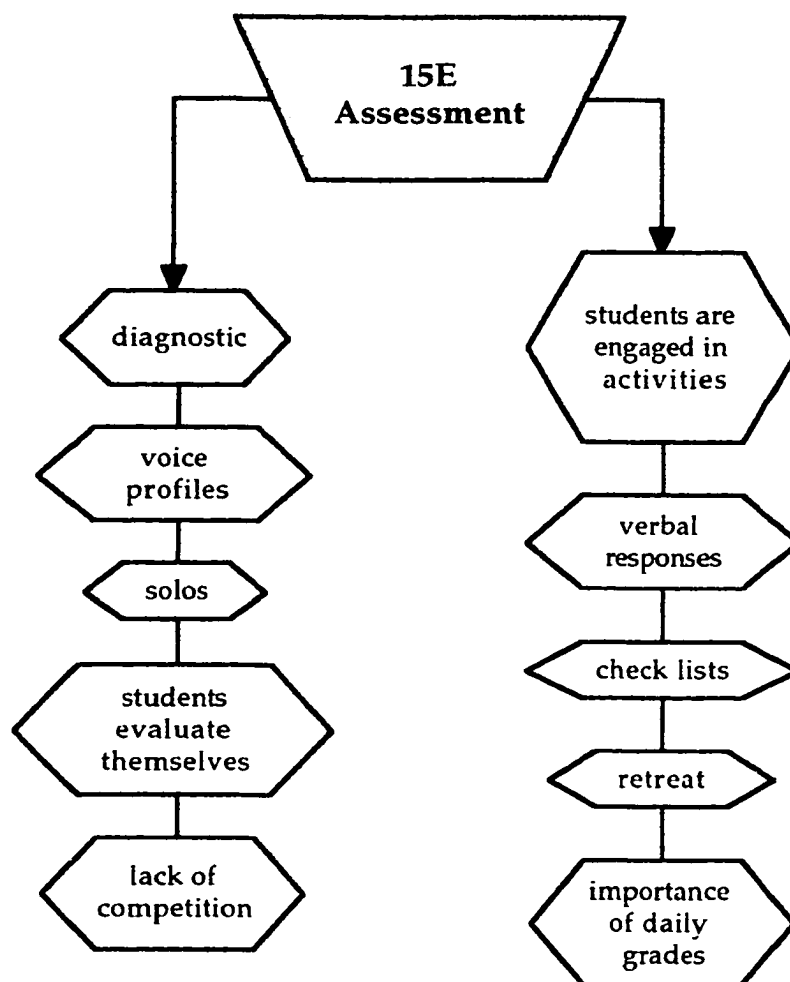 15E
Assessment
diagnostic
voice
profiles
solos
students
evaluate
themselves
lack of
competition
students are
engaged in
activities
verbal
responses
check lists
retreat
importance
of daily
grades